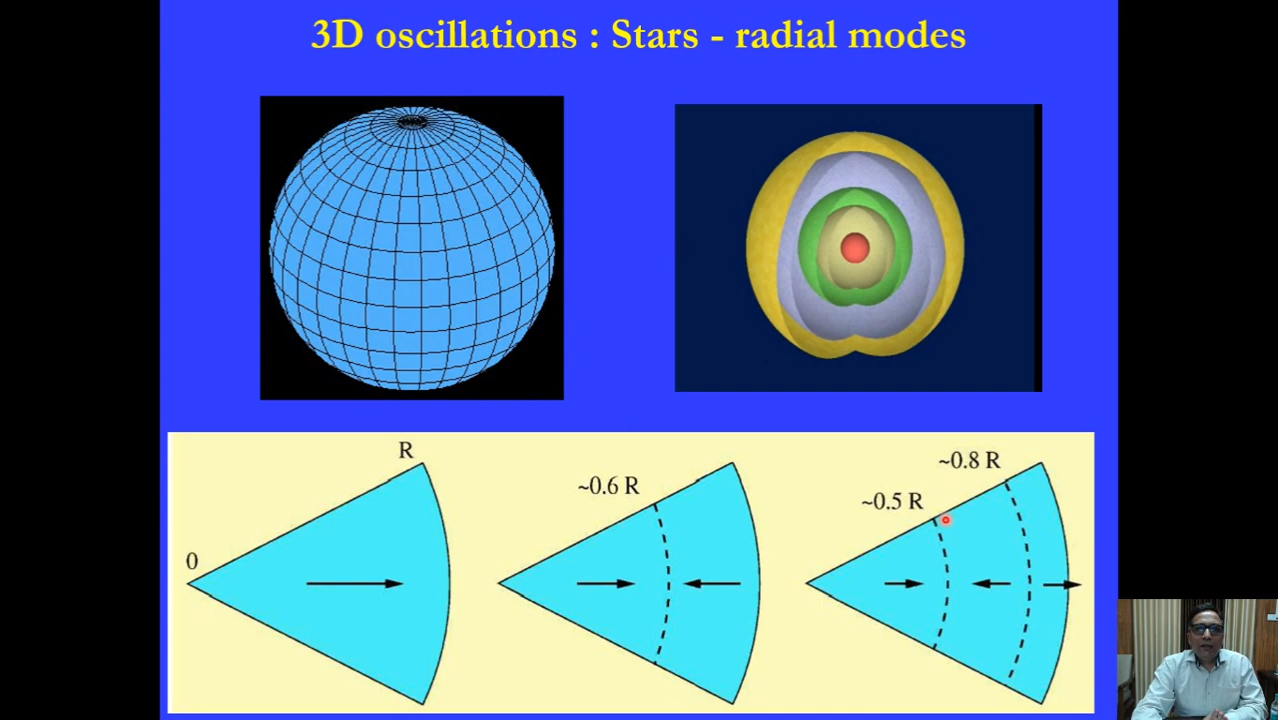 3D oscillations : Stars - radial modes
R
~0.8 R
~0.6 R
~0.5 R
0